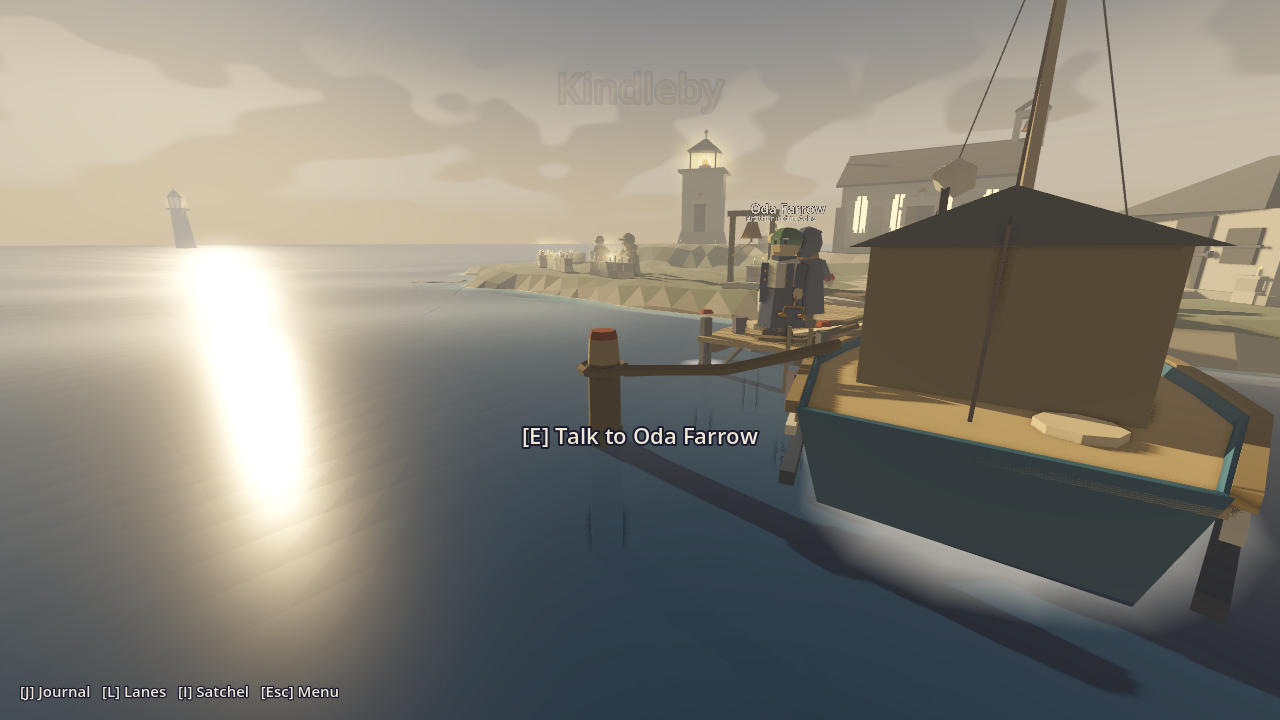 Kindleby
Oda Farrow
[E] Talk to Oda Farrow
[J] Journal [L] Lanes [I] Satchel [Esc] Menu